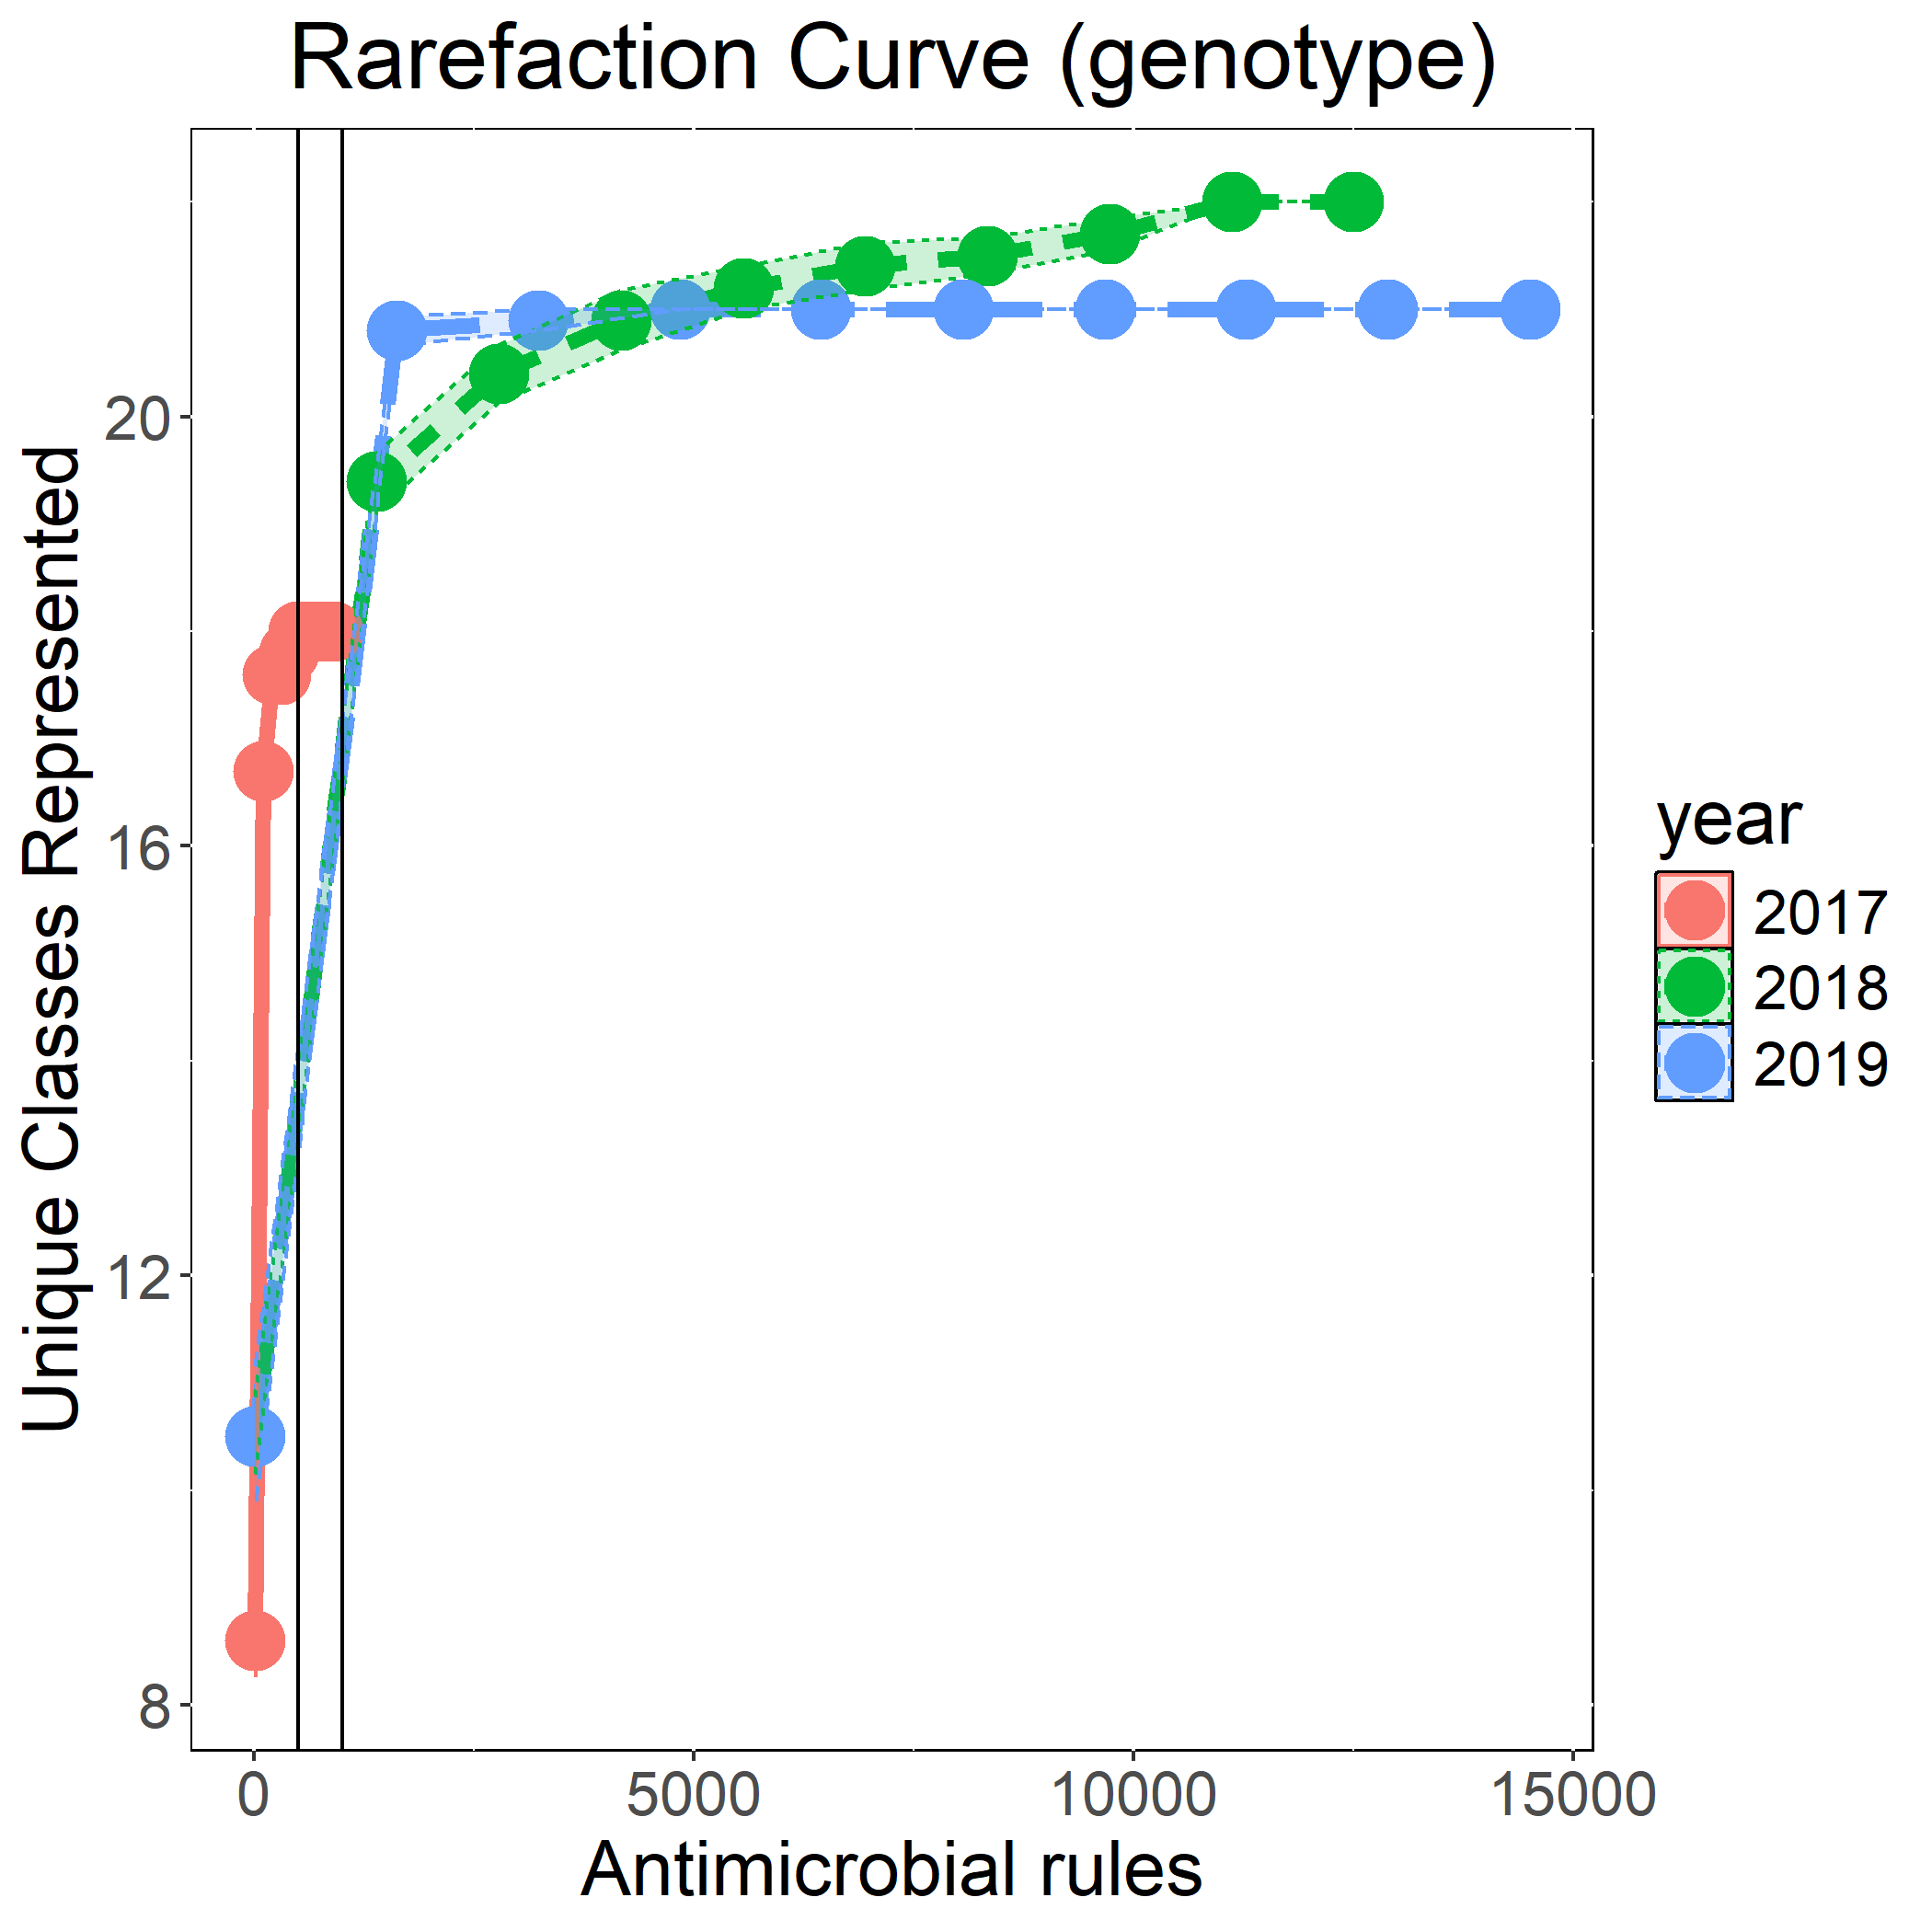 Rarefaction Curve (genotype)
Unique Classes Represented
20
16
12
8
0 5000 10000 15000
Antimicrobial rules
year
2017
2018
2019